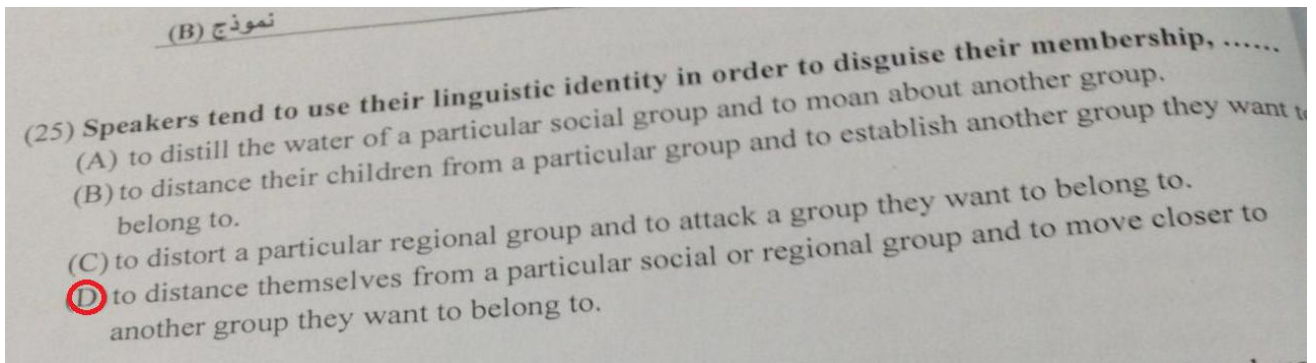 نموذج (B)
(25) Speakers tend to use their linguistic identity in order to disguise their membership, ......
(A) to distill the water of a particular social group and to moan about another group.
(B) to distance their children from a particular group and to establish another group they want to
belong to.
(C) to distort a particular regional group and to attack a group they want to belong to.
(D) to distance themselves from a particular social or regional group and to move closer to
another group they want to belong to.